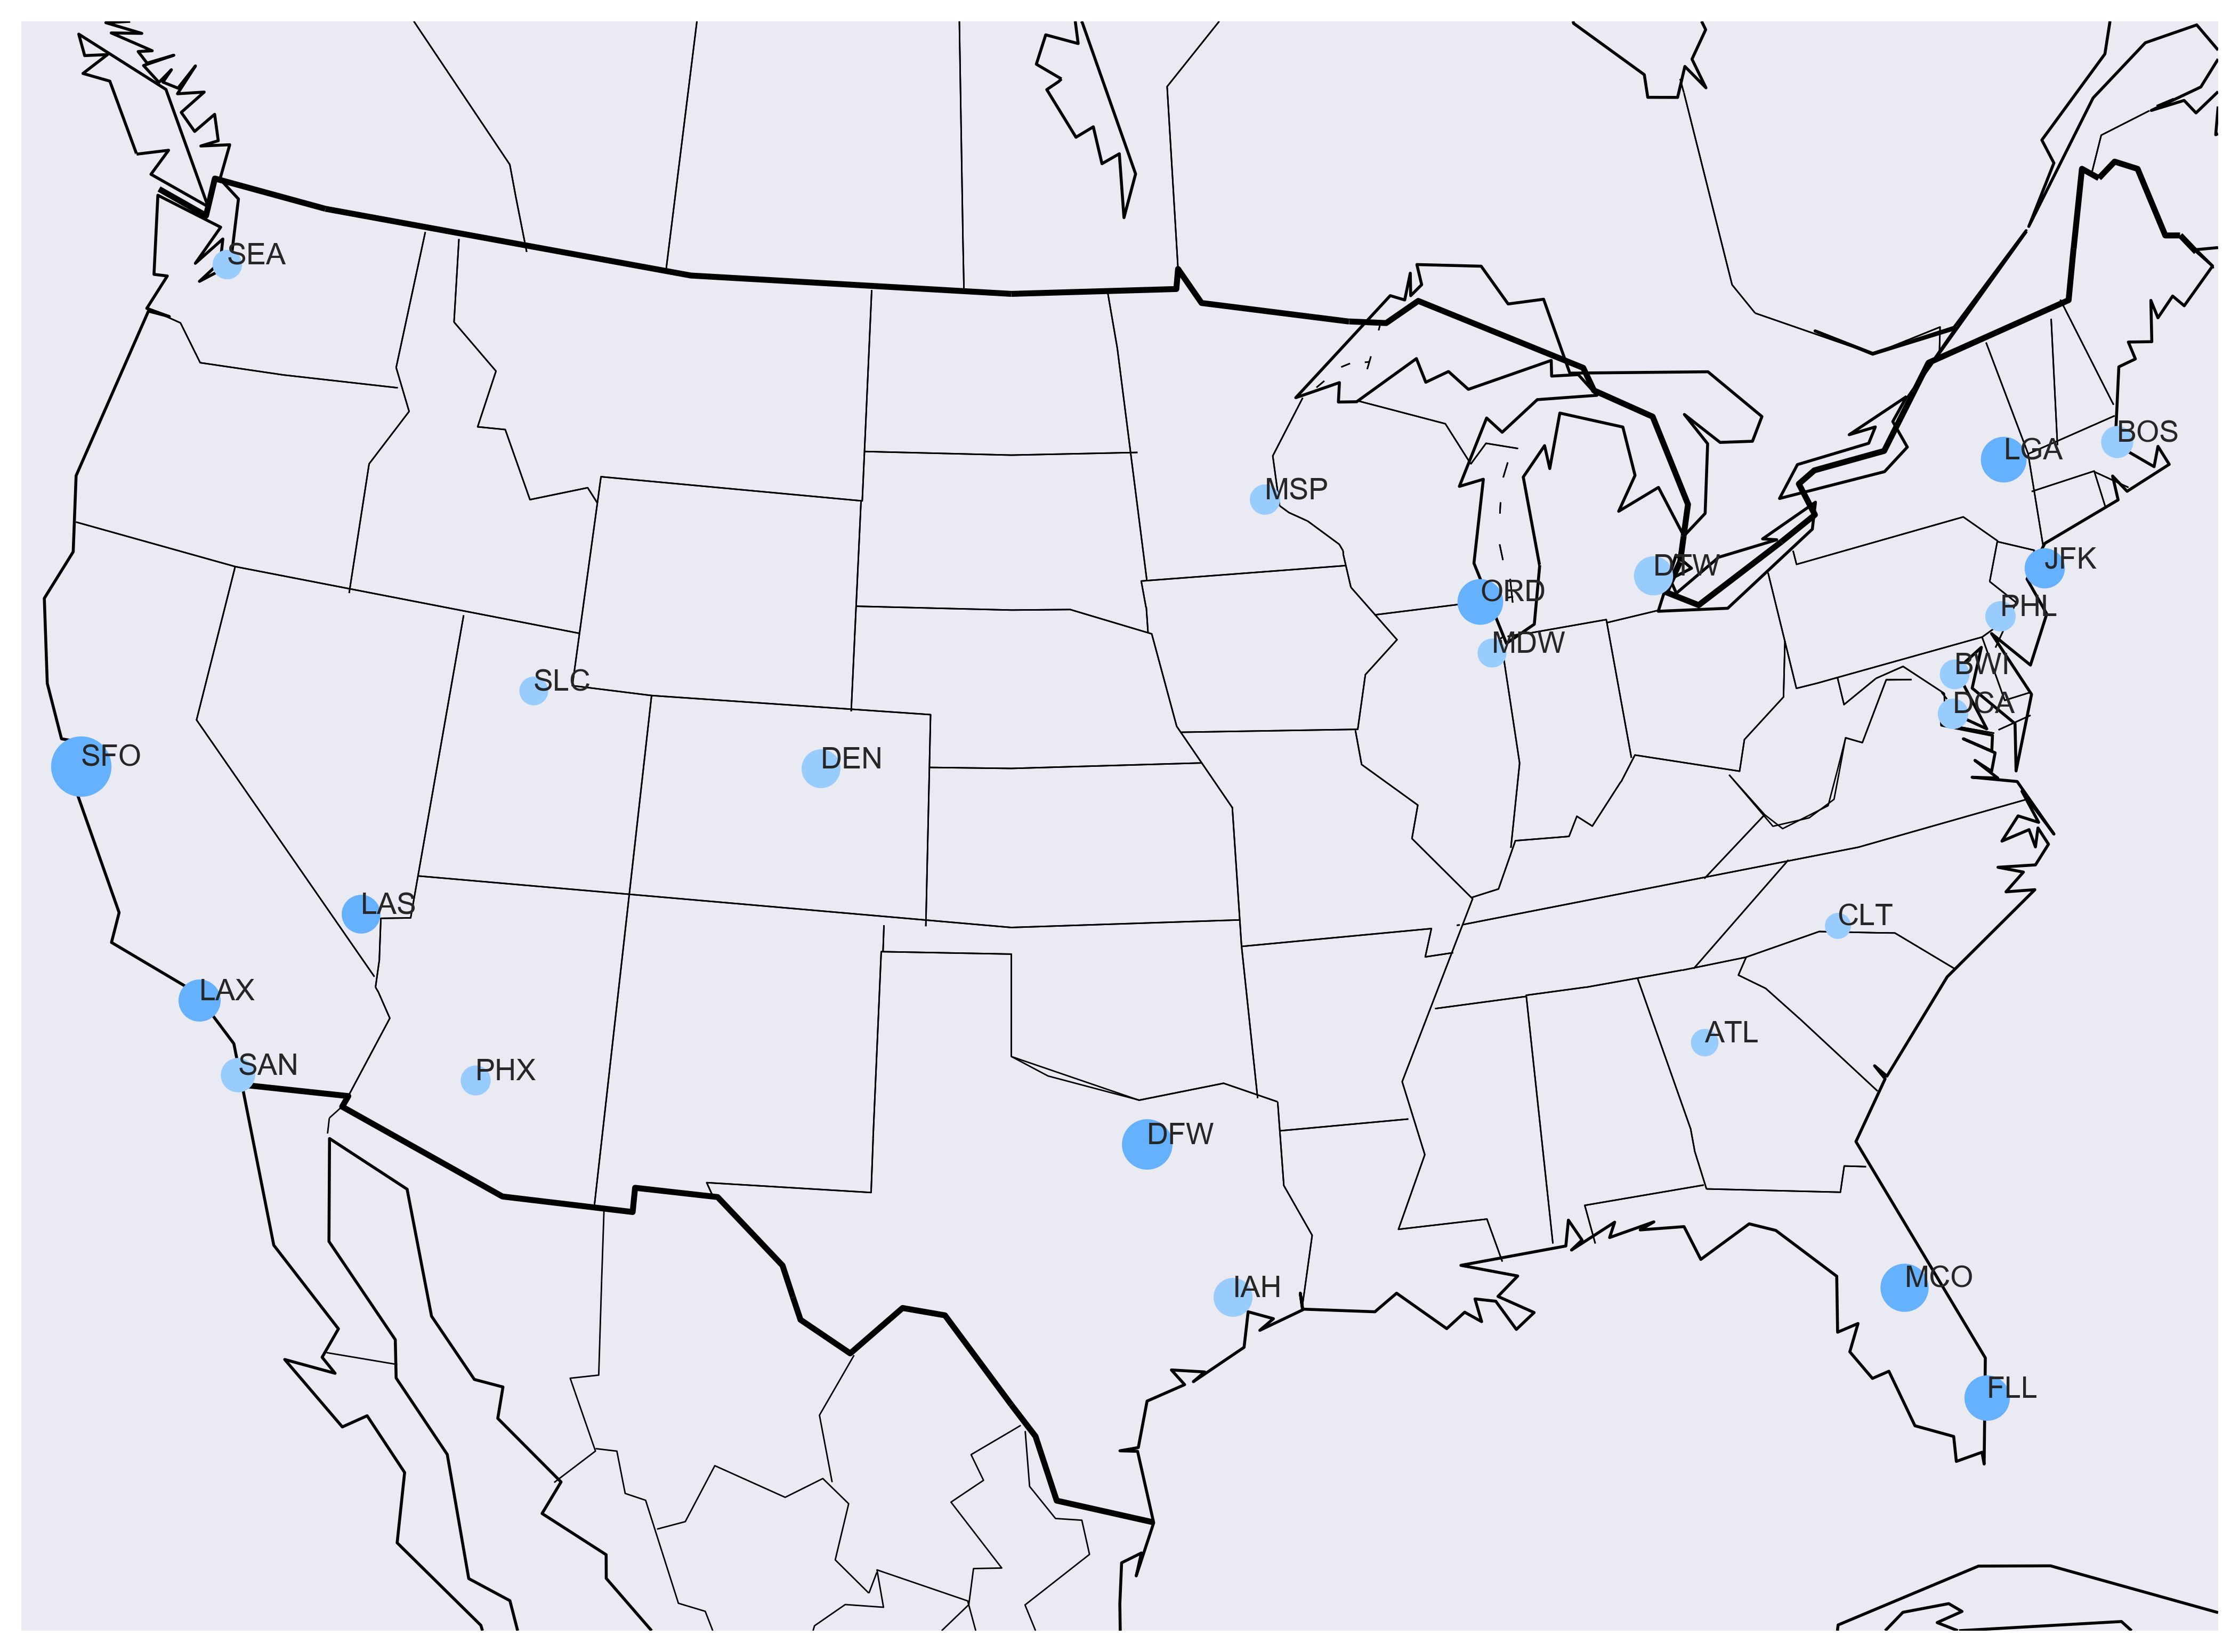 SEA
BOS
LGA
MSP
JFK
DTW
ORD
PHL
MDW
BWI
SLC
DCA
SFO
DEN
LAS
CLT
LAX
ATL
SAN
PHX
DFW
MCO
IAH
FLL